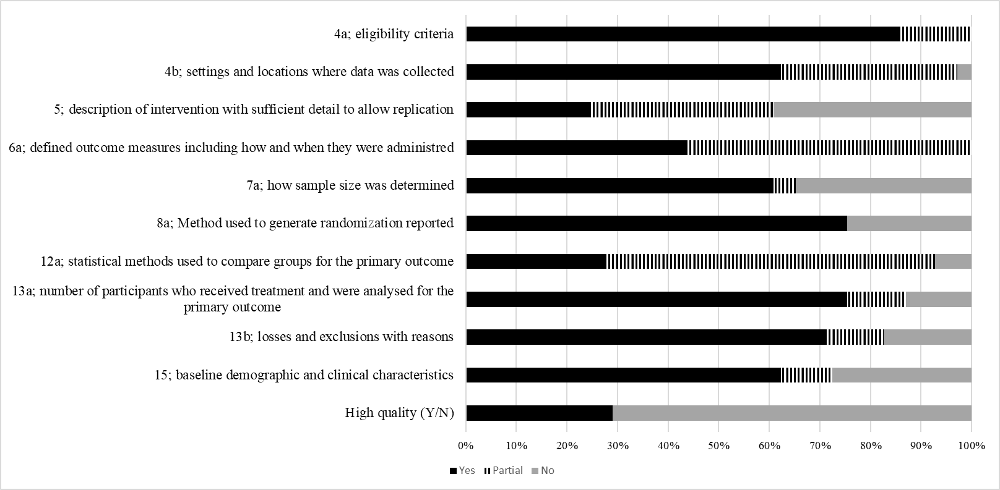 4a; eligibility criteria
4b; settings and locations where data was collected
5; description of intervention with sufficient detail to allow replication
6a; defined outcome measures including how and when they were administred
7a; how sample size was determined
8a; Method used to generate randomization reported
12a; statistical methods used to compare groups for the primary outcome
13a; number of participants who received treatment and were analysed for the
primary outcome
13b; losses and exclusions with reasons
15; baseline demographic and clinical characteristics
High quality (Y/N)
0% 10% 20% 30% 40% 50% 60% 70% 80% 90% 100%
Yes Partial No